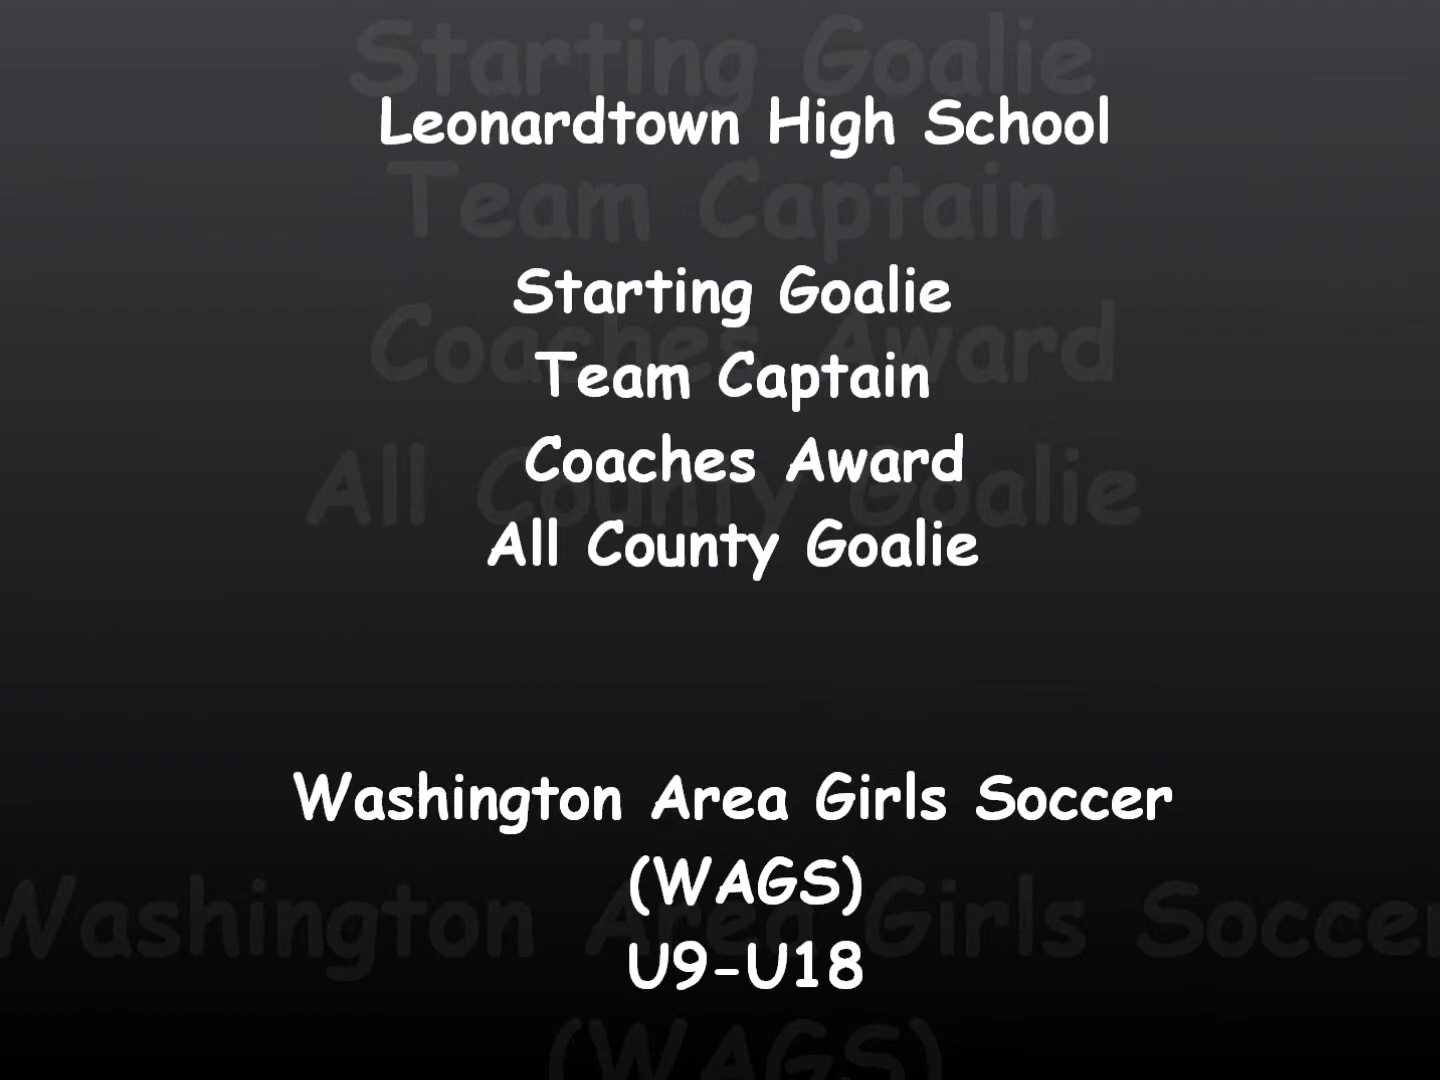 Leonardtown High School
Starting Goalie
Team Captain
Coaches Award
All County Goalie
Washington Area Girls Soccer
(WAGS)
U9-U18